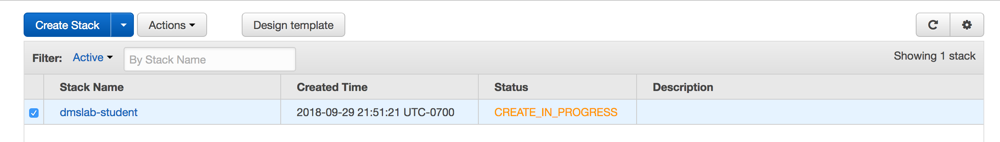 Create Stack Actions Design template
Filter: Active By Stack Name Showing 1 stack
Stack Name Created Time Status Description
dmslab-student 2018-09-29 21:51:21 UTC-0700 CREATE_IN_PROGRESS